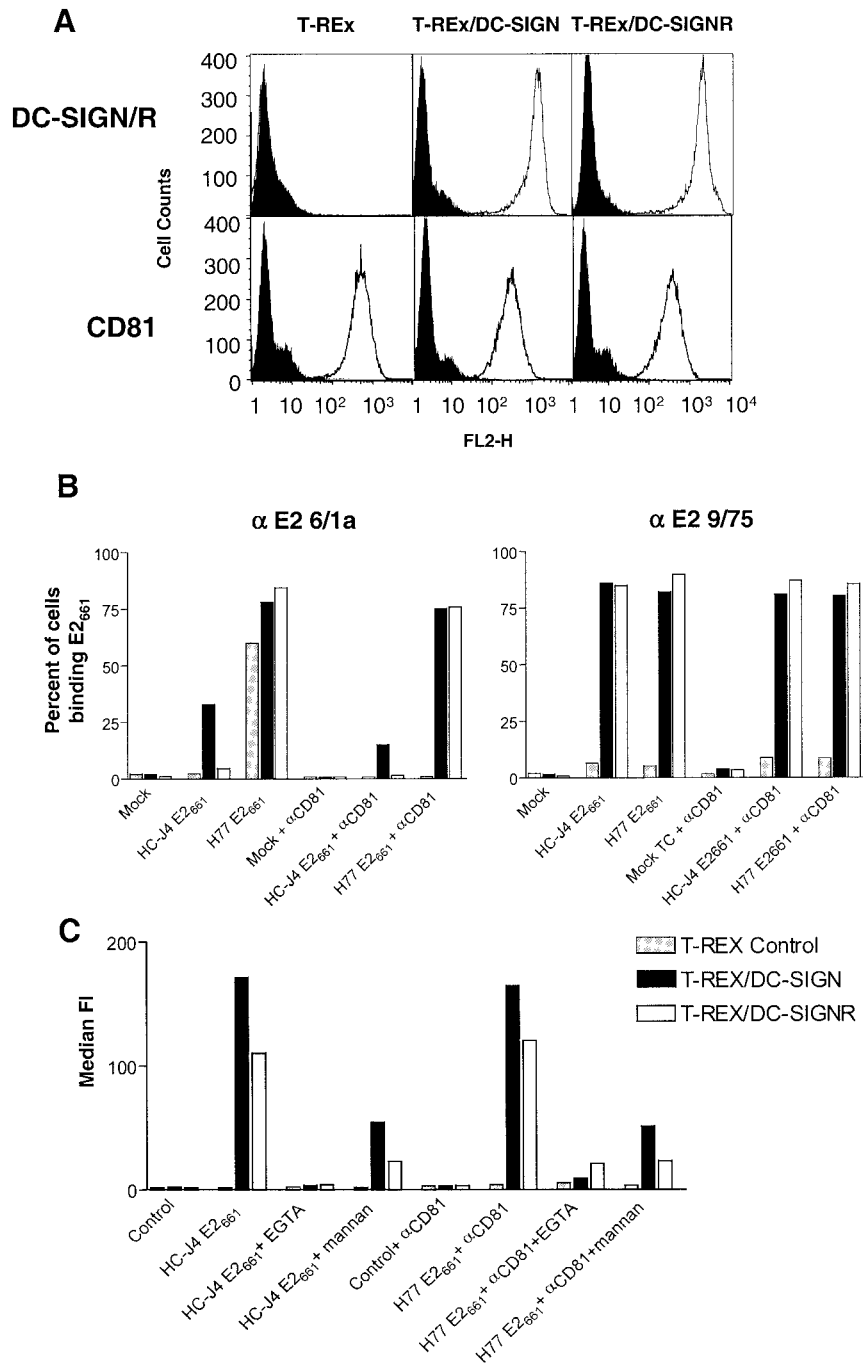 A
T-REx T-REx/DC-SIGN T-REx/DC-SIGNR
DC-SIGN/R
CD81
Cell Counts
400
300
200
100
400
300
200
100
0
1 10 10² 10³ 1 10 10² 10³ 1 10 10² 10³ 10⁴
FL2-H
B
α E2 6/1a
α E2 9/75
Percent of cells
binding E2₆₆₁
100
75
50
25
0
Mock
HC-J4 E2₆₆₁
H77 E2₆₆₁
Mock + αCD81
HC-J4 E2₆₆₁ + αCD81
H77 E2₆₆₁ + αCD81
100
75
50
25
0
Mock
HC-J4 E2₆₆₁
H77 E2₆₆₁
Mock TC + αCD81
HC-J4 E2661 + αCD81
H77 E2661 + αCD81
C
Median FI
200
100
0
T-REX Control
T-REX/DC-SIGN
T-REX/DC-SIGNR
Control
HC-J4 E2₆₆₁
HC-J4 E2₆₆₁+ EGTA
HC-J4 E2₆₆₁+ mannan
Control+ αCD81
H77 E2₆₆₁+ αCD81
H77 E2₆₆₁+ αCD81+EGTA
H77 E2₆₆₁+ αCD81+mannan